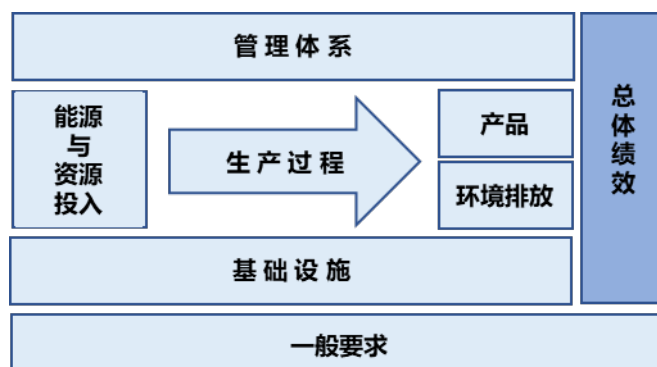 管理体系
能源
与
资源
投入
生产过程
产品
环境排放
总
体
绩
效
基础设施
一般要求